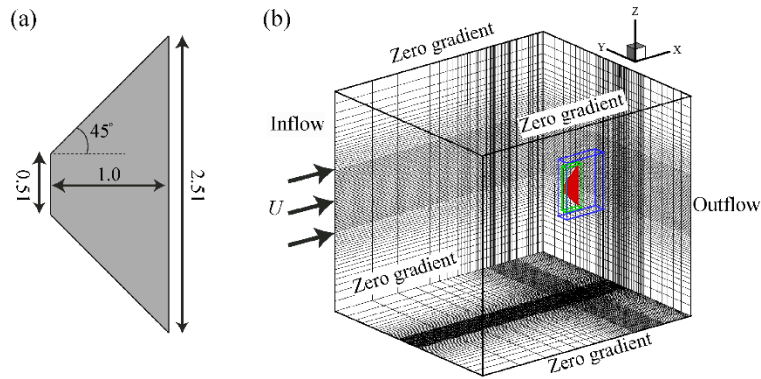 (a)
45°
1.0
0.51
2.51
(b)
Zero gradient
Z
Y
X
Inflow
Zero gradient
U
Outflow
Zero gradient
Zero gradient